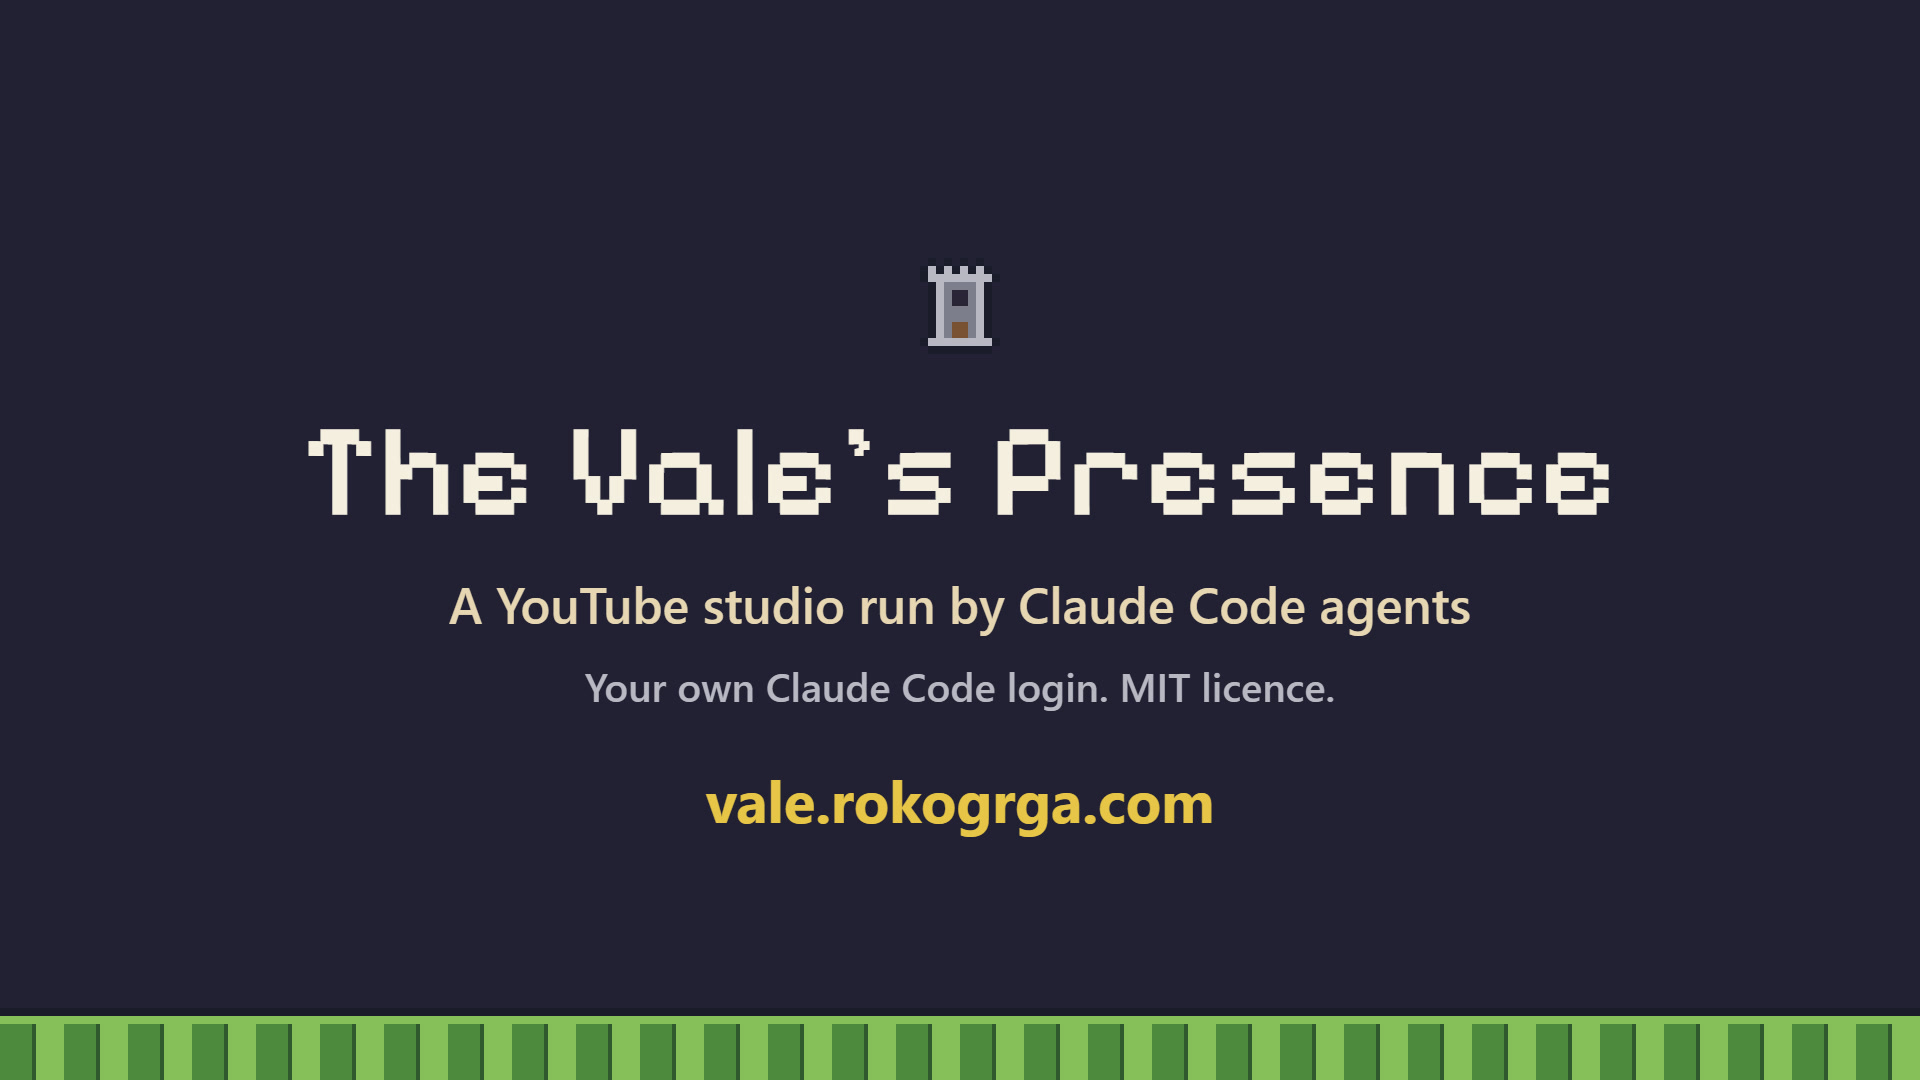 The Vale's Presence
A YouTube studio run by Claude Code agents
Your own Claude Code login. MIT licence.
vale.rokogrga.com